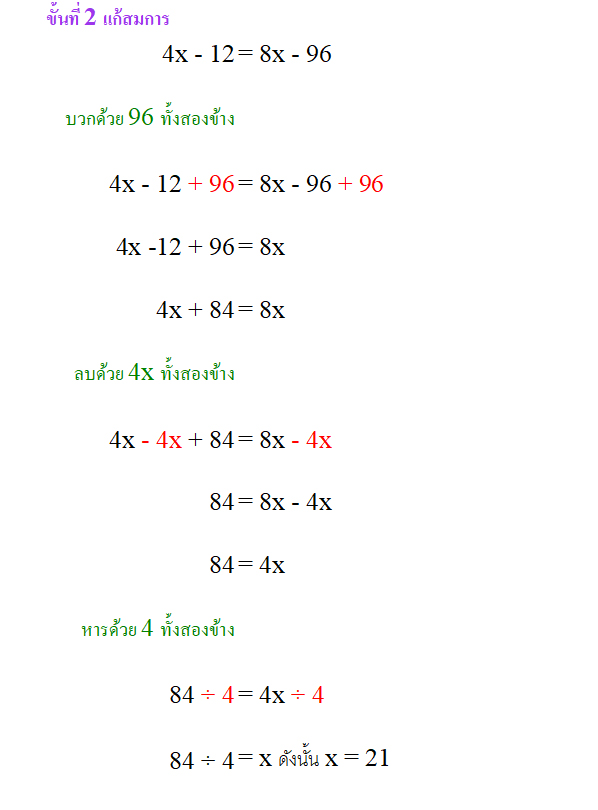 ขั้นที่ 2 แก้สมการ
4x - 12 = 8x - 96
บวกด้วย 96 ทั้งสองข้าง
4x - 12 + 96 = 8x - 96 + 96
4x -12 + 96 = 8x
4x + 84 = 8x
ลบด้วย 4x ทั้งสองข้าง
4x - 4x + 84 = 8x - 4x
84 = 8x - 4x
84 = 4x
หารด้วย 4 ทั้งสองข้าง
84 ÷ 4 = 4x ÷ 4
84 ÷ 4 = x ดังนั้น x = 21